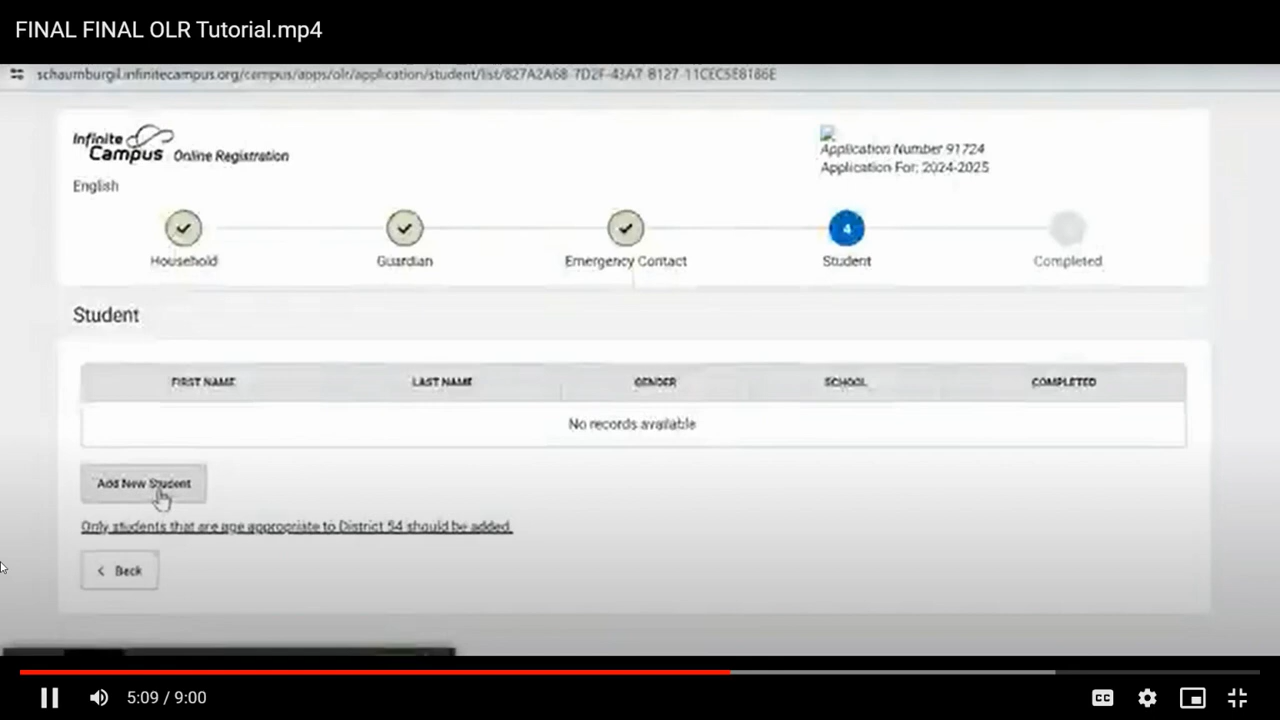 FINAL FINAL OLR Tutorial.mp4
schaumburgil.infinitecampus.org/campus/apps/olr/application/student/list/827A2A68-7D2F-43A7-B127-11CEC5E8186E
Infinite
Campus Online Registration
Application Number 91724
Application For: 2024-2025
English
4
Household Guardian Emergency Contact Student Completed
Student
FIRST NAME LAST NAME GENDER SCHOOL COMPLETED
No records available
Add New Student
Only students that are age appropriate to District 54 should be added.
< Back
5:09 / 9:00
CC